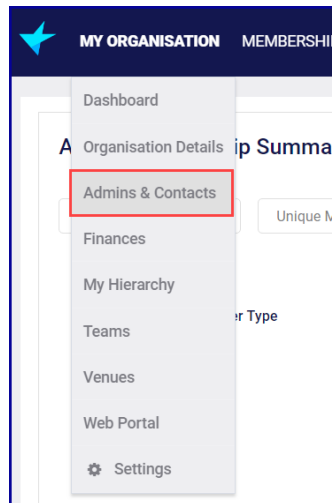 MY ORGANISATION MEMBERSHI
Dashboard
A
Organisation Details
ip Summa
Admins & Contacts
Unique M
Finances
My Hierarchy
er Type
Teams
Venues
Web Portal
Settings